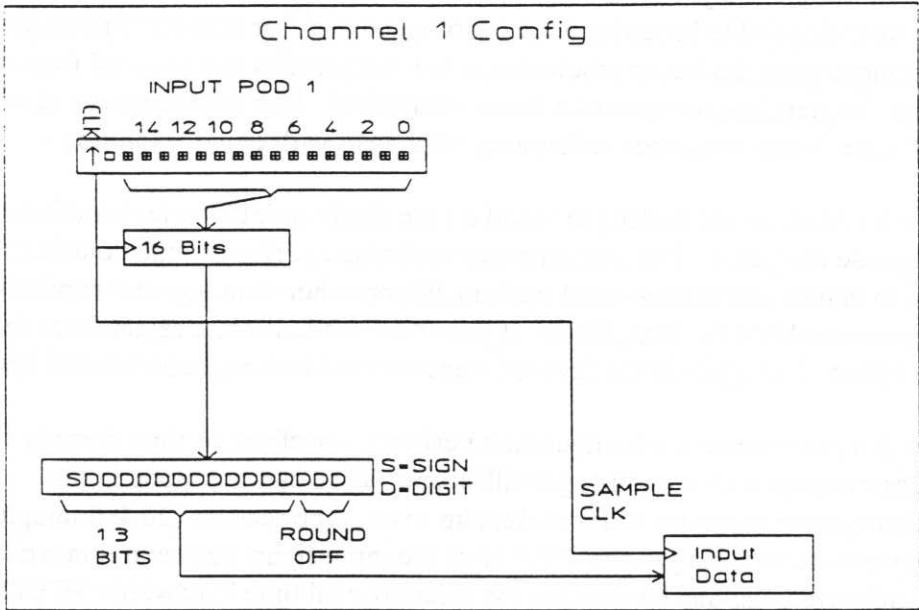 Channel 1 Config
INPUT POD 1
CLK
14 12 10 8 6 4 2 0
16 Bits
SDDDDDDDDDDDDDDD
S=SIGN
D=DIGIT
13
BITS
ROUND
OFF
SAMPLE
CLK
Input
Data